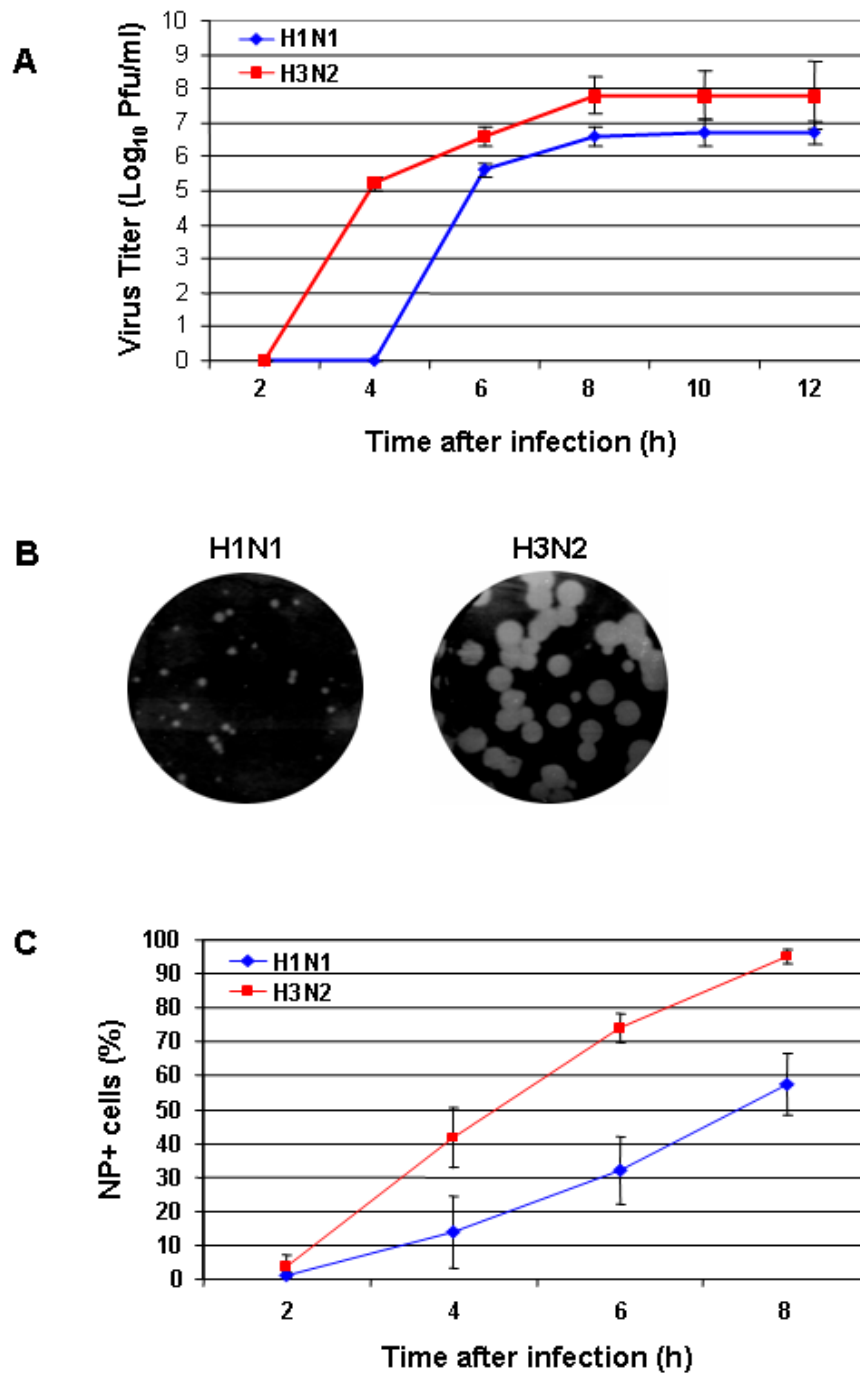 A
Virus Titer (Log10 Pfu/ml)
10
9
8
7
6
5
4
3
2
1
0
H1N1
H3N2
2 4 6 8 10 12
Time after infection (h)
B
H1N1 H3N2
C
NP+ cells (%)
100
90
80
70
60
50
40
30
20
10
0
H1N1
H3N2
2 4 6 8
Time after infection (h)